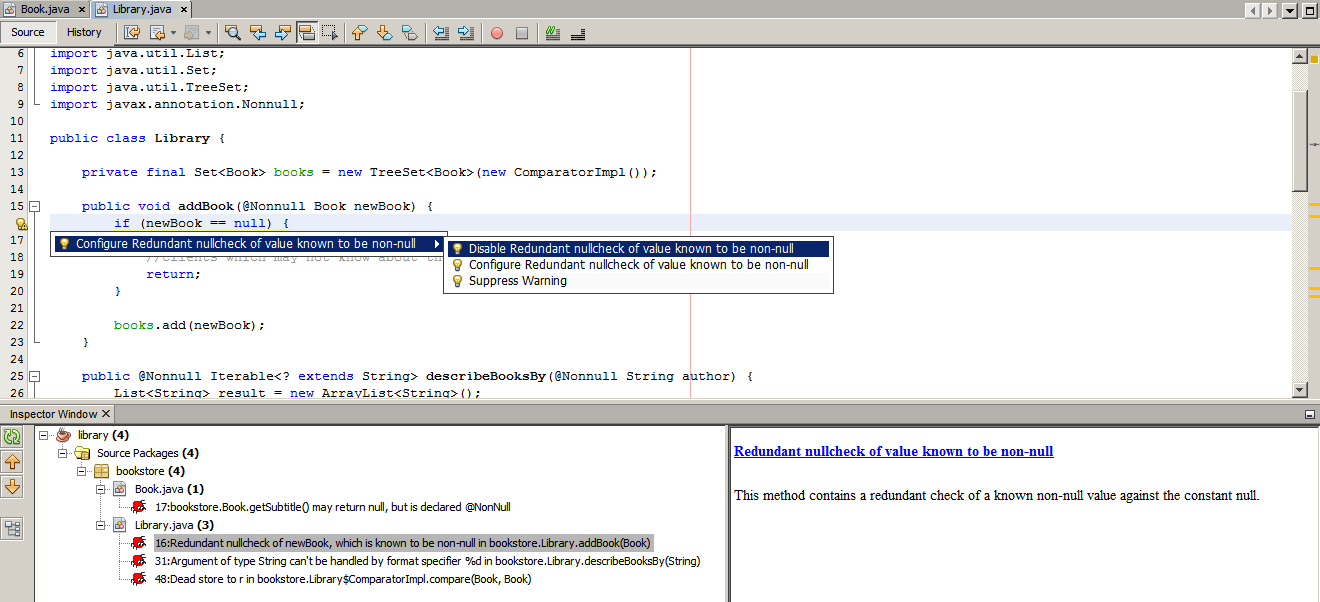 Book.java Library.java
Source History
6 import java.util.List;
7 import java.util.Set;
8 import java.util.TreeSet;
9 import javax.annotation.Nonnull;
10
11 public class Library {
12
13 private final Set<Book> books = new TreeSet<Book>(new ComparatorImpl());
14
15 public void addBook(@Nonnull Book newBook) {
if (newBook == null) {
17 Configure Redundant nullcheck of value known to be non-null
Disable Redundant nullcheck of value known to be non-null
18 //clients which may not know about th
Configure Redundant nullcheck of value known to be non-null
19 return;
Suppress Warning
20 }
21
22 books.add(newBook);
23 }
24
25 public @Nonnull Iterable<? extends String> describeBooksBy(@Nonnull String author) {
26 List<String> result = new ArrayList<String>();
Inspector Window
library (4)
Source Packages (4)
bookstore (4)
Book.java (1)
17:bookstore.Book.getSubtitle() may return null, but is declared @NonNull
Library.java (3)
16:Redundant nullcheck of newBook, which is known to be non-null in bookstore.Library.addBook(Book)
31:Argument of type String can't be handled by format specifier %d in bookstore.Library.describeBooksBy(String)
48:Dead store to r in bookstore.Library$ComparatorImpl.compare(Book, Book)
Redundant nullcheck of value known to be non-null
This method contains a redundant check of a known non-null value against the constant null.